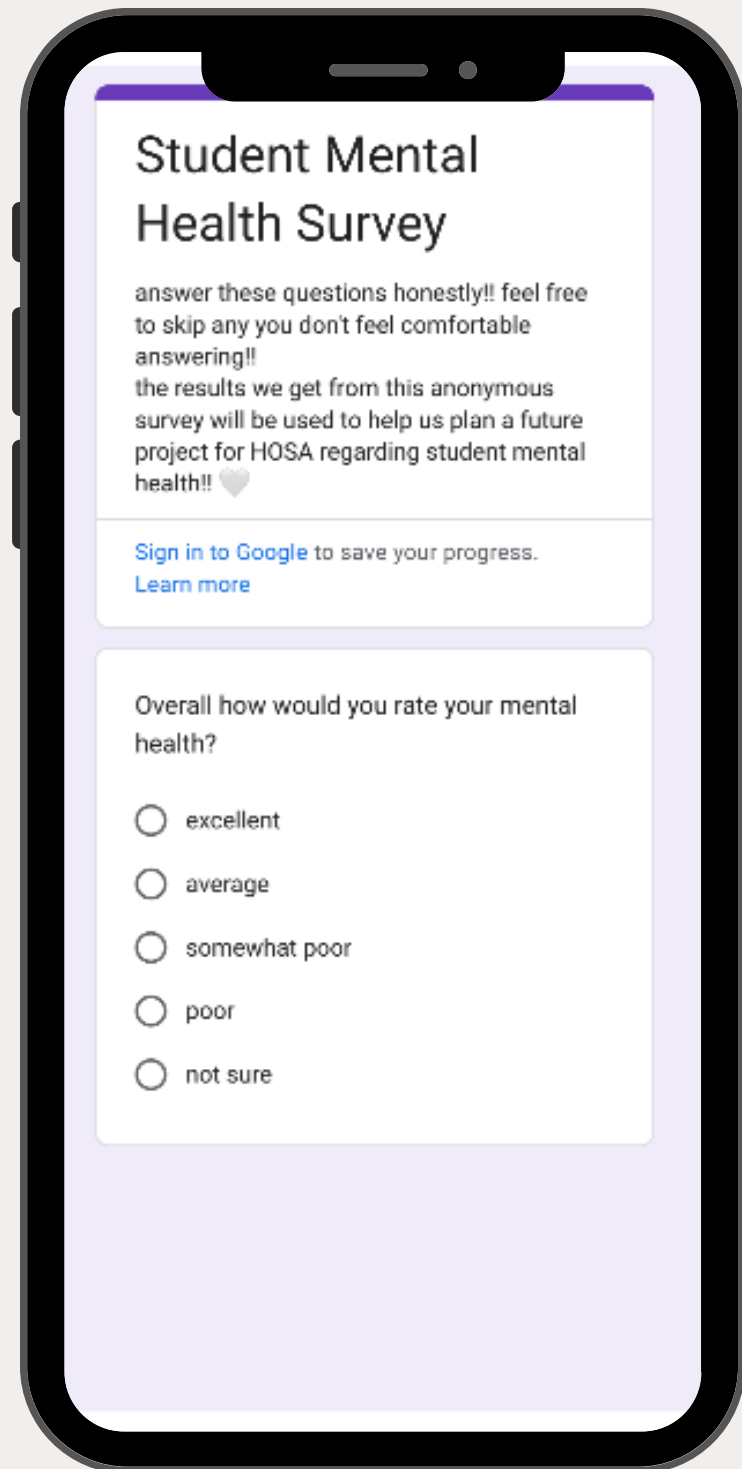 Student Mental
Health Survey
answer these questions honestly!! feel free
to skip any you don't feel comfortable
answering!!
the results we get from this anonymous
survey will be used to help us plan a future
project for HOSA regarding student mental
health!! 🤍
Sign in to Google to save your progress.
Learn more
Overall how would you rate your mental
health?
excellent
average
somewhat poor
poor
not sure